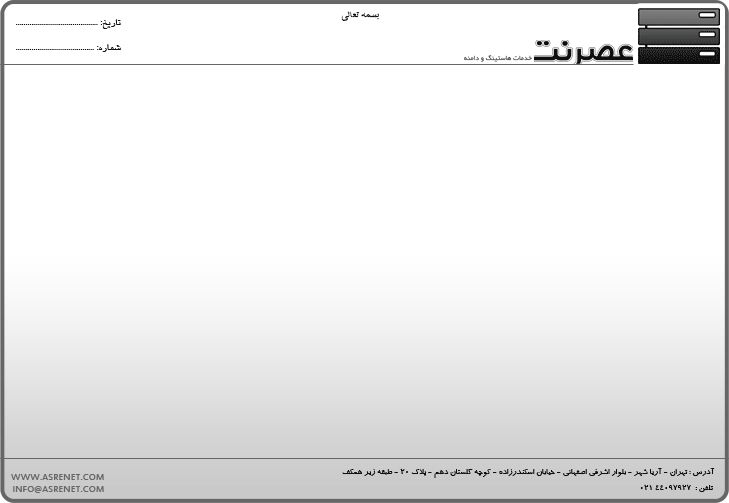 بسمه تعالی
تاریخ: ........................................
شماره: ......................................
عصرنت
خدمات هاستینگ و دامنه
آدرس : تهران - آریا شهر - بلوار اشرفی اصفهانی - خیابان اسکندرزاده - کوچه گلستان دهم - پلاک ۲۰ - طبقه زیر همکف
تلفن : ۴۴۰۹۷۹۲۷ ۰۲۱
WWW.ASRENET.COM
INFO@ASRENET.COM